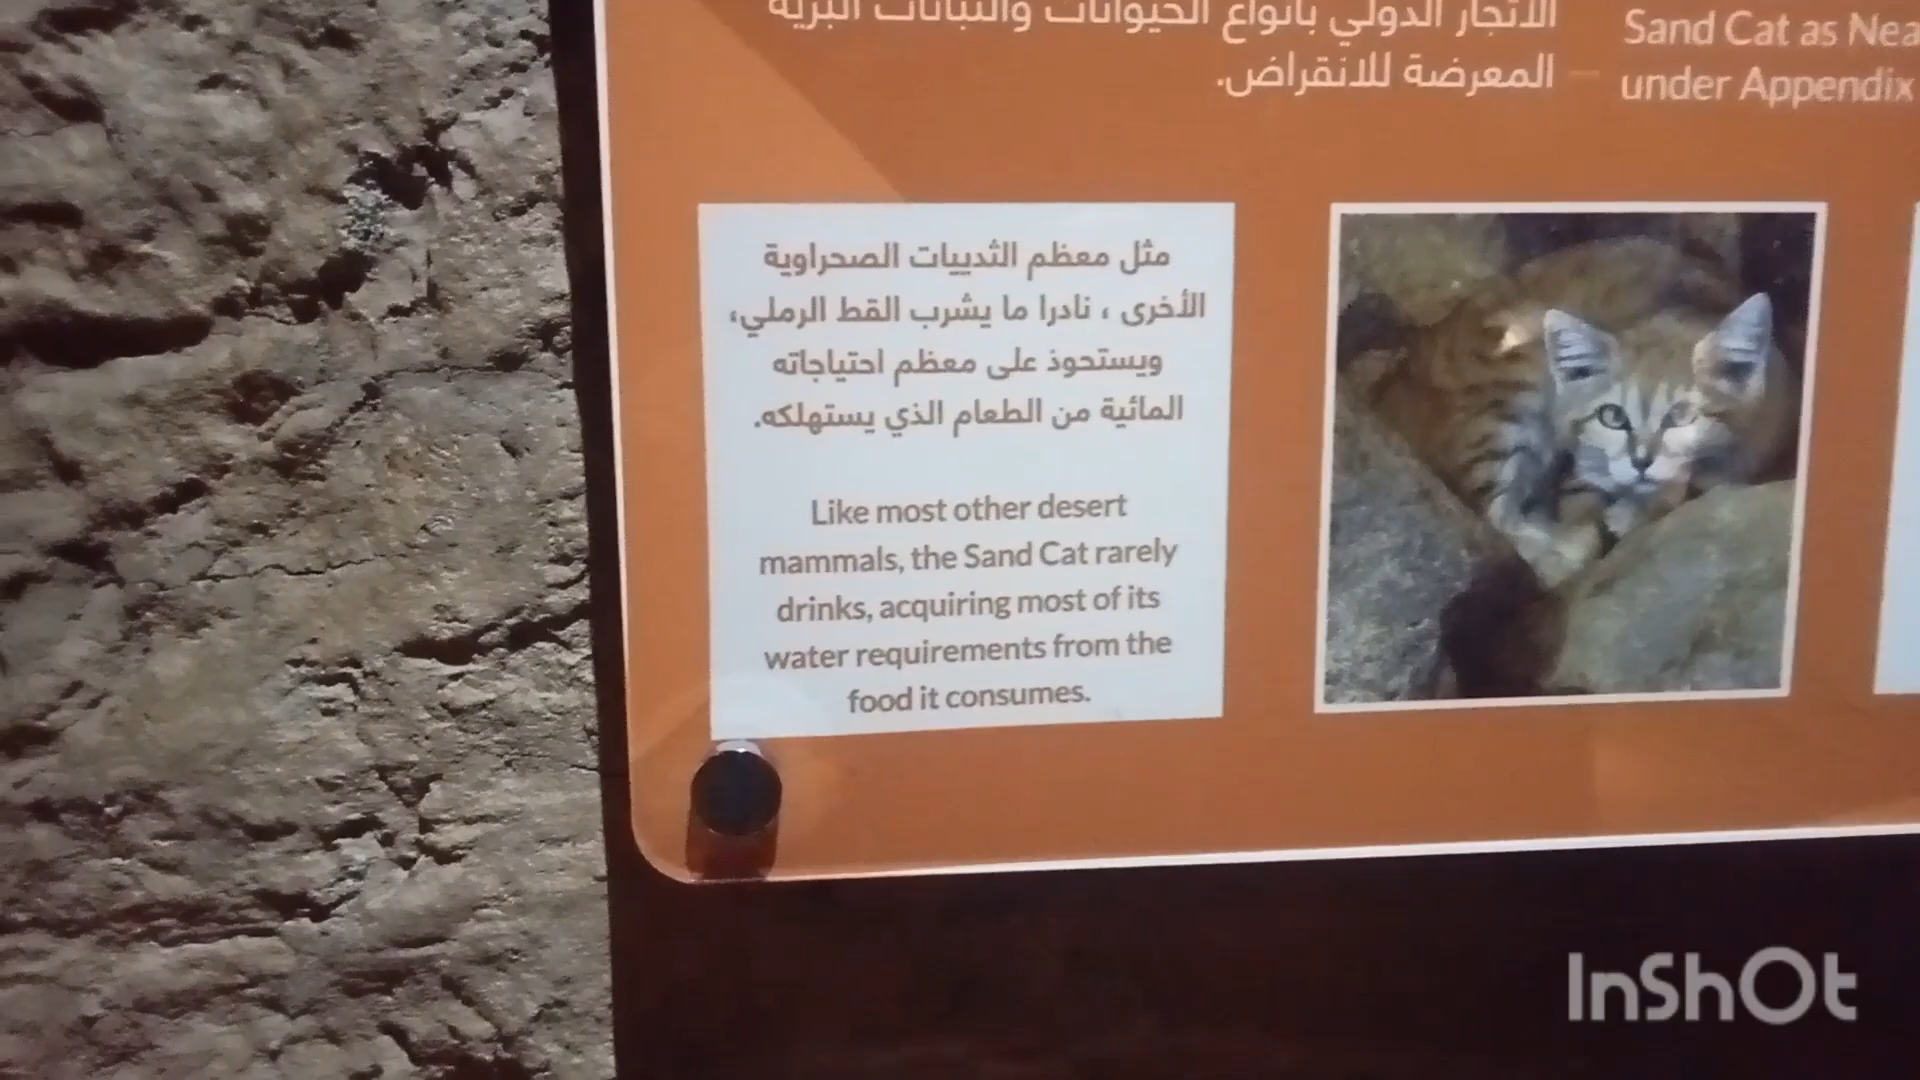 الاتجار الدولي بأنواع الحيوانات والنباتات البرية
المعرضة للانقراض.
Sand Cat as Nea
under Appendix
مثل معظم الثدييات الصحراوية
الأخرى ، نادرا ما يشرب القط الرملي،
ويستحوذ على معظم احتياجاته
المائية من الطعام الذي يستهلكه.
Like most other desert
mammals, the Sand Cat rarely
drinks, acquiring most of its
water requirements from the
food it consumes.
InShOt